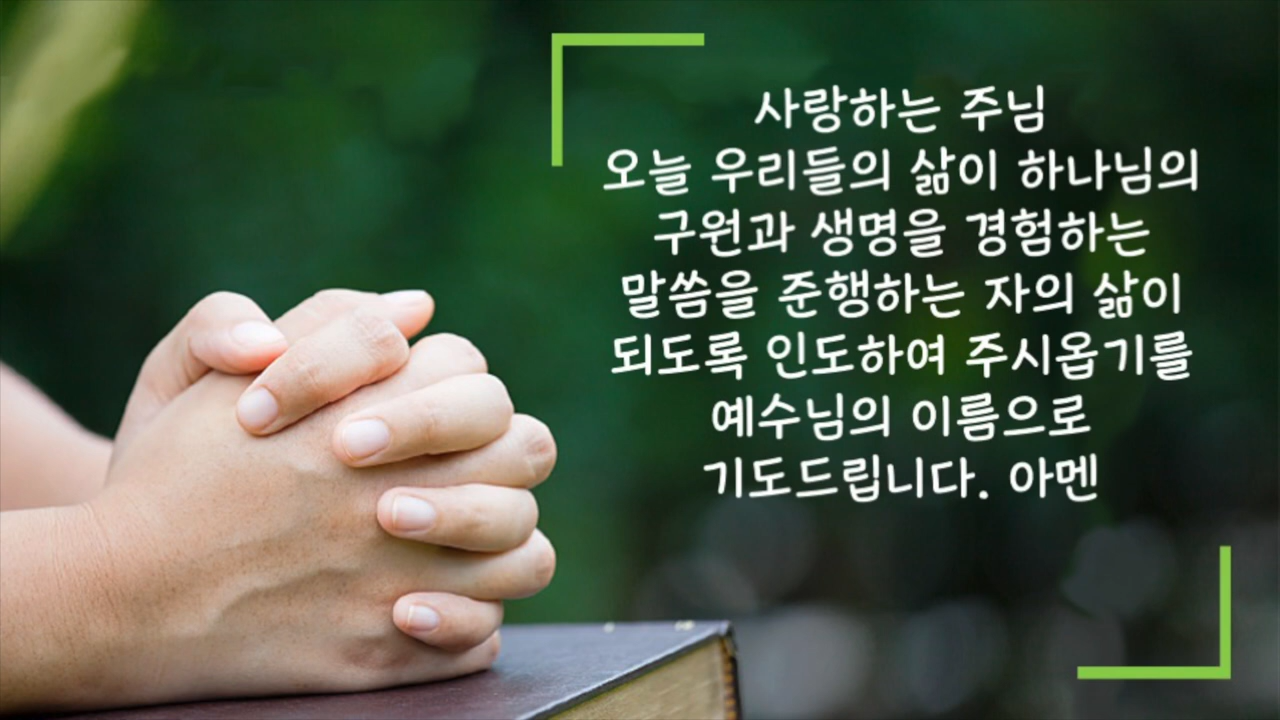 사랑하는 주님
오늘 우리들의 삶이 하나님의
구원과 생명을 경험하는
말씀을 준행하는 자의 삶이
되도록 인도하여 주시옵기를
예수님의 이름으로
기도드립니다. 아멘